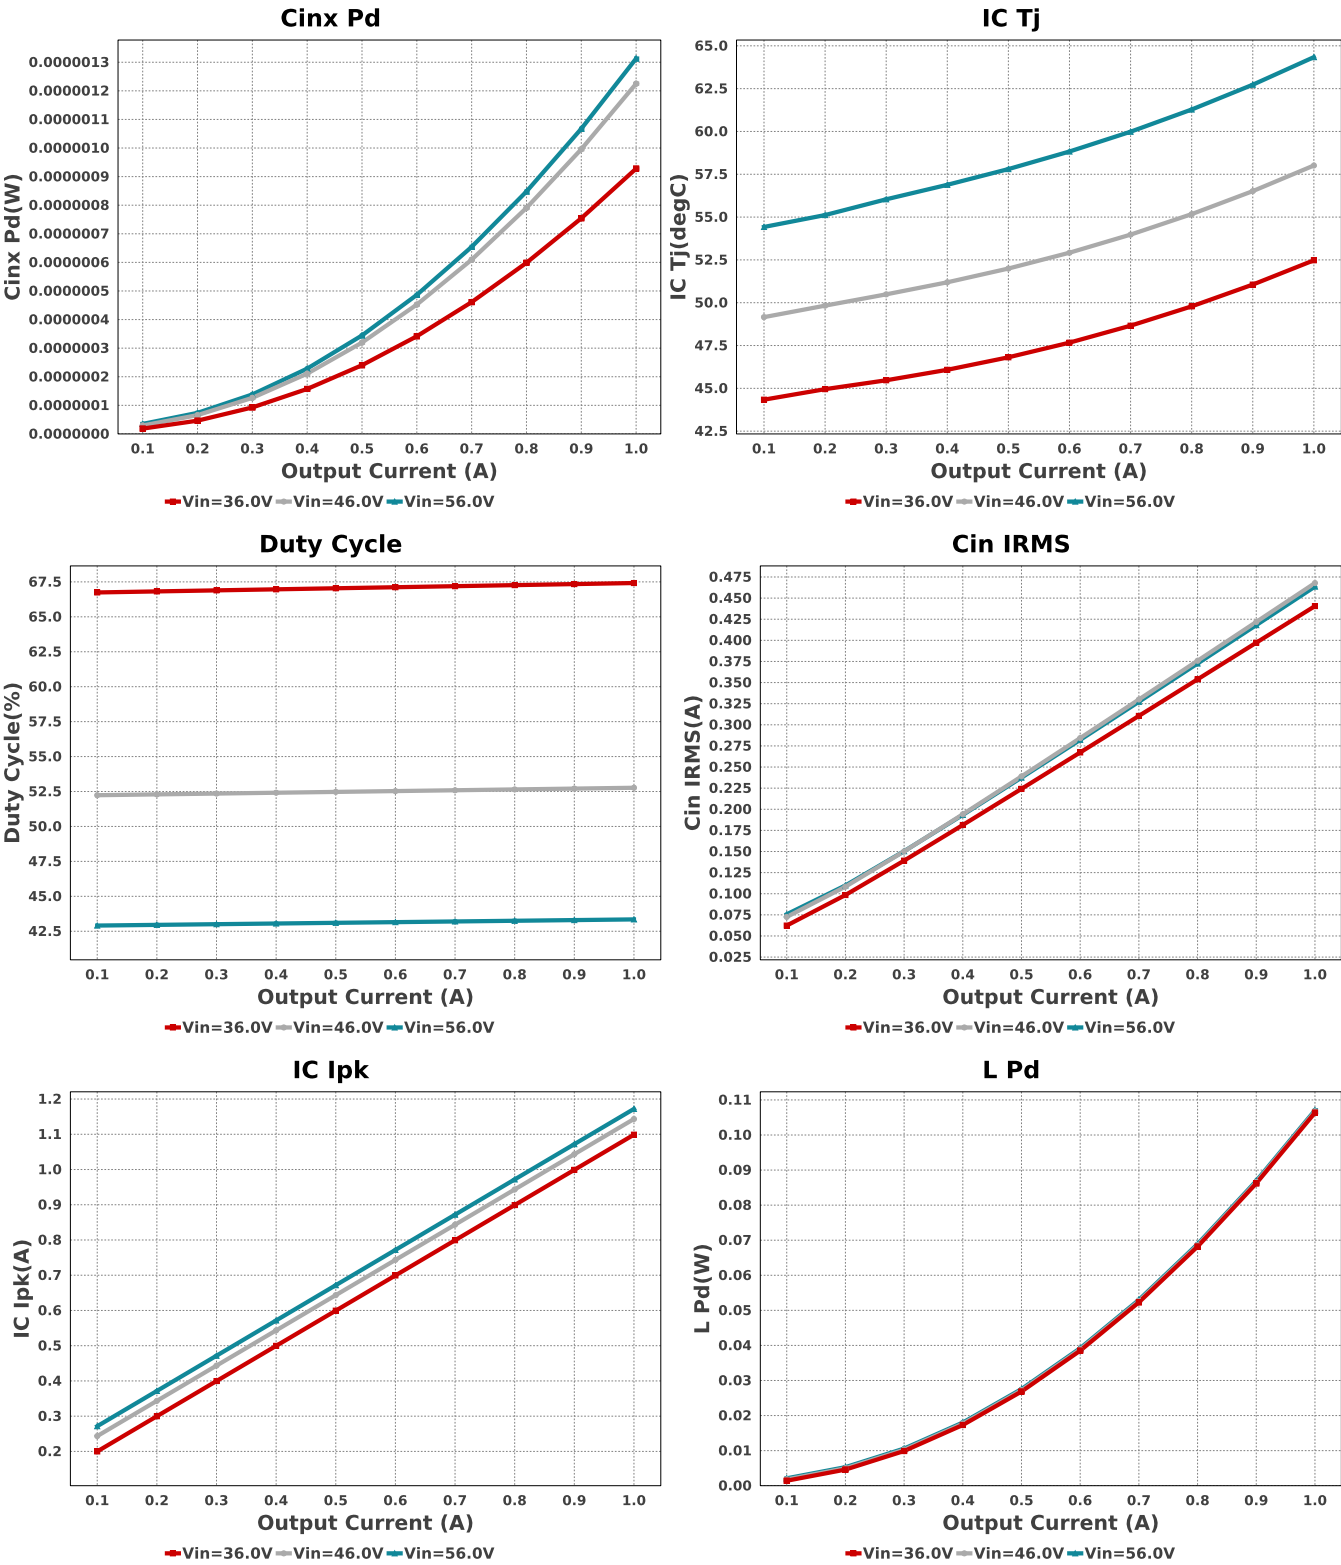 Cinx Pd
0.0000013
0.0000012
0.0000011
0.0000010
0.0000009
0.0000008
0.0000007
0.0000006
0.0000005
0.0000004
0.0000003
0.0000002
0.0000001
0.0000000
Cinx Pd(W)
0.1 0.2 0.3 0.4 0.5 0.6 0.7 0.8 0.9 1.0
Output Current (A)
Vin=36.0V Vin=46.0V Vin=56.0V
IC Tj
65.0
62.5
60.0
57.5
55.0
52.5
50.0
47.5
45.0
42.5
IC Tj(degC)
0.1 0.2 0.3 0.4 0.5 0.6 0.7 0.8 0.9 1.0
Output Current (A)
Vin=36.0V Vin=46.0V Vin=56.0V
Duty Cycle
67.5
65.0
62.5
60.0
57.5
55.0
52.5
50.0
47.5
45.0
42.5
Duty Cycle(%)
0.1 0.2 0.3 0.4 0.5 0.6 0.7 0.8 0.9 1.0
Output Current (A)
Vin=36.0V Vin=46.0V Vin=56.0V
Cin IRMS
0.475
0.450
0.425
0.400
0.375
0.350
0.325
0.300
0.275
0.250
0.225
0.200
0.175
0.150
0.125
0.100
0.075
0.050
0.025
Cin IRMS(A)
0.1 0.2 0.3 0.4 0.5 0.6 0.7 0.8 0.9 1.0
Output Current (A)
Vin=36.0V Vin=46.0V Vin=56.0V
IC Ipk
1.2
1.1
1.0
0.9
0.8
0.7
0.6
0.5
0.4
0.3
0.2
IC Ipk(A)
0.1 0.2 0.3 0.4 0.5 0.6 0.7 0.8 0.9 1.0
Output Current (A)
Vin=36.0V Vin=46.0V Vin=56.0V
L Pd
0.11
0.10
0.09
0.08
0.07
0.06
0.05
0.04
0.03
0.02
0.01
0.00
L Pd(W)
0.1 0.2 0.3 0.4 0.5 0.6 0.7 0.8 0.9 1.0
Output Current (A)
Vin=36.0V Vin=46.0V Vin=56.0V